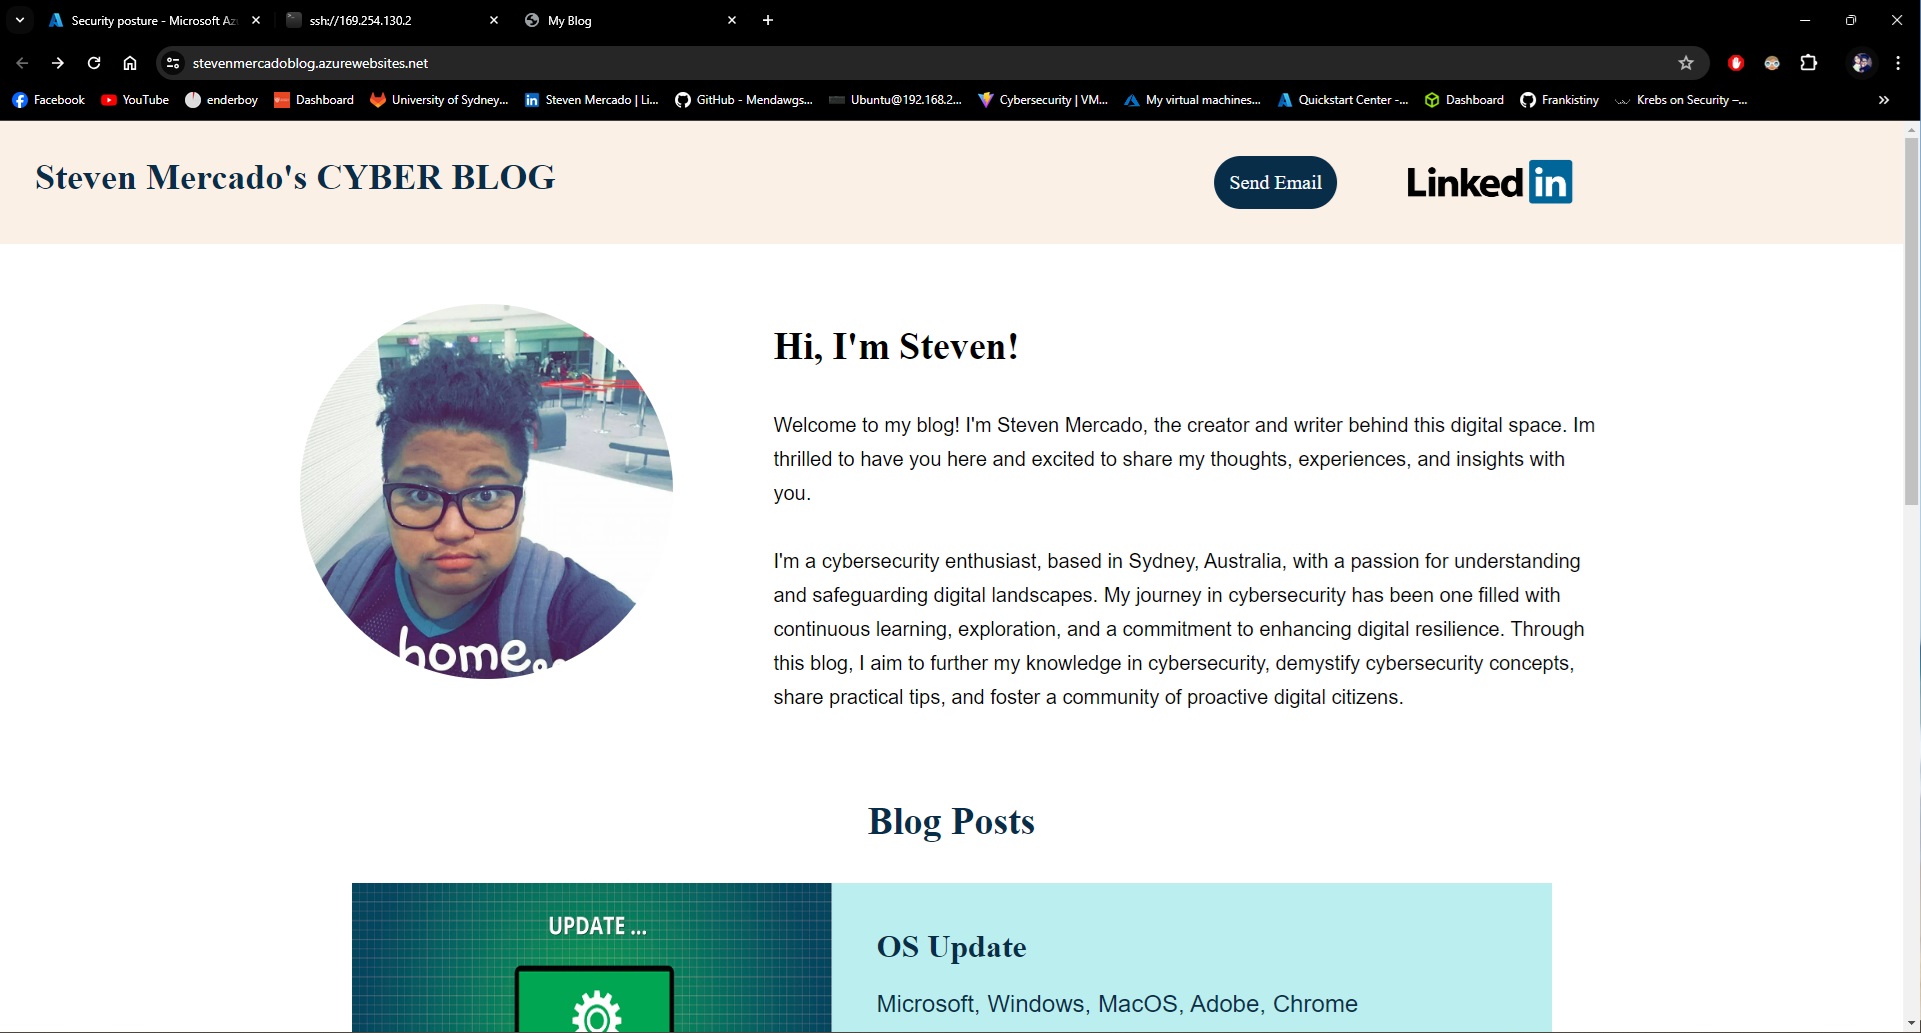 Security posture - Microsoft Az
ssh://169.254.130.2
My Blog
stevenmercadoblog.azurewebsites.net
Facebook
YouTube
enderboy
Dashboard
University of Sydney...
Steven Mercado | Li...
GitHub - Mendawgs...
Ubuntu@192.168.2...
Cybersecurity | VM...
My virtual machines...
Quickstart Center -...
Dashboard
Frankistiny
Krebs on Security –...
Steven Mercado's CYBER BLOG
Send Email
Linked in
Hi, I'm Steven!
Welcome to my blog! I'm Steven Mercado, the creator and writer behind this digital space. Im
thrilled to have you here and excited to share my thoughts, experiences, and insights with
you.
I'm a cybersecurity enthusiast, based in Sydney, Australia, with a passion for understanding
and safeguarding digital landscapes. My journey in cybersecurity has been one filled with
continuous learning, exploration, and a commitment to enhancing digital resilience. Through
this blog, I aim to further my knowledge in cybersecurity, demystify cybersecurity concepts,
share practical tips, and foster a community of proactive digital citizens.
home...
Blog Posts
UPDATE ...
OS Update
Microsoft, Windows, MacOS, Adobe, Chrome